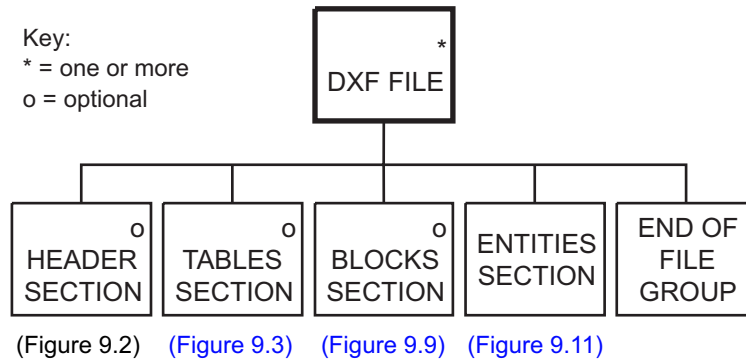 Key:
* = one or more
o = optional
*
DXF FILE
o
HEADER
SECTION
o
TABLES
SECTION
o
BLOCKS
SECTION
ENTITIES
SECTION
END OF
FILE
GROUP
(Figure 9.2)
(Figure 9.3)
(Figure 9.9)
(Figure 9.11)